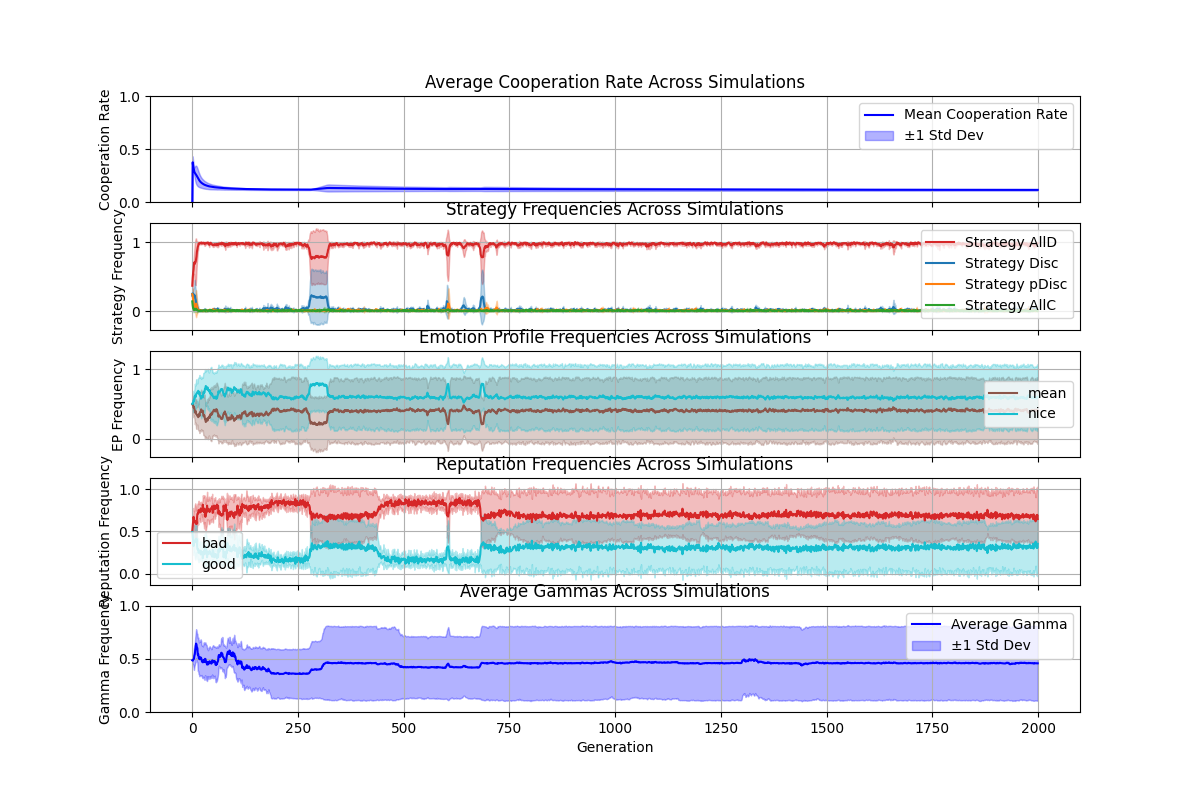 Average Cooperation Rate Across Simulations
Cooperation Rate
1.0
0.5
0.0
Mean Cooperation Rate
±1 Std Dev
Strategy Frequencies Across Simulations
Strategy Frequency
1
0
Strategy AllD
Strategy Disc
Strategy pDisc
Strategy AllC
Emotion Profile Frequencies Across Simulations
EP Frequency
1
0
mean
nice
Reputation Frequencies Across Simulations
Reputation Frequency
1.0
0.5
0.0
bad
good
Average Gammas Across Simulations
Gamma Frequency
1.0
0.5
0.0
Average Gamma
±1 Std Dev
0 250 500 750 1000 1250 1500 1750 2000
Generation